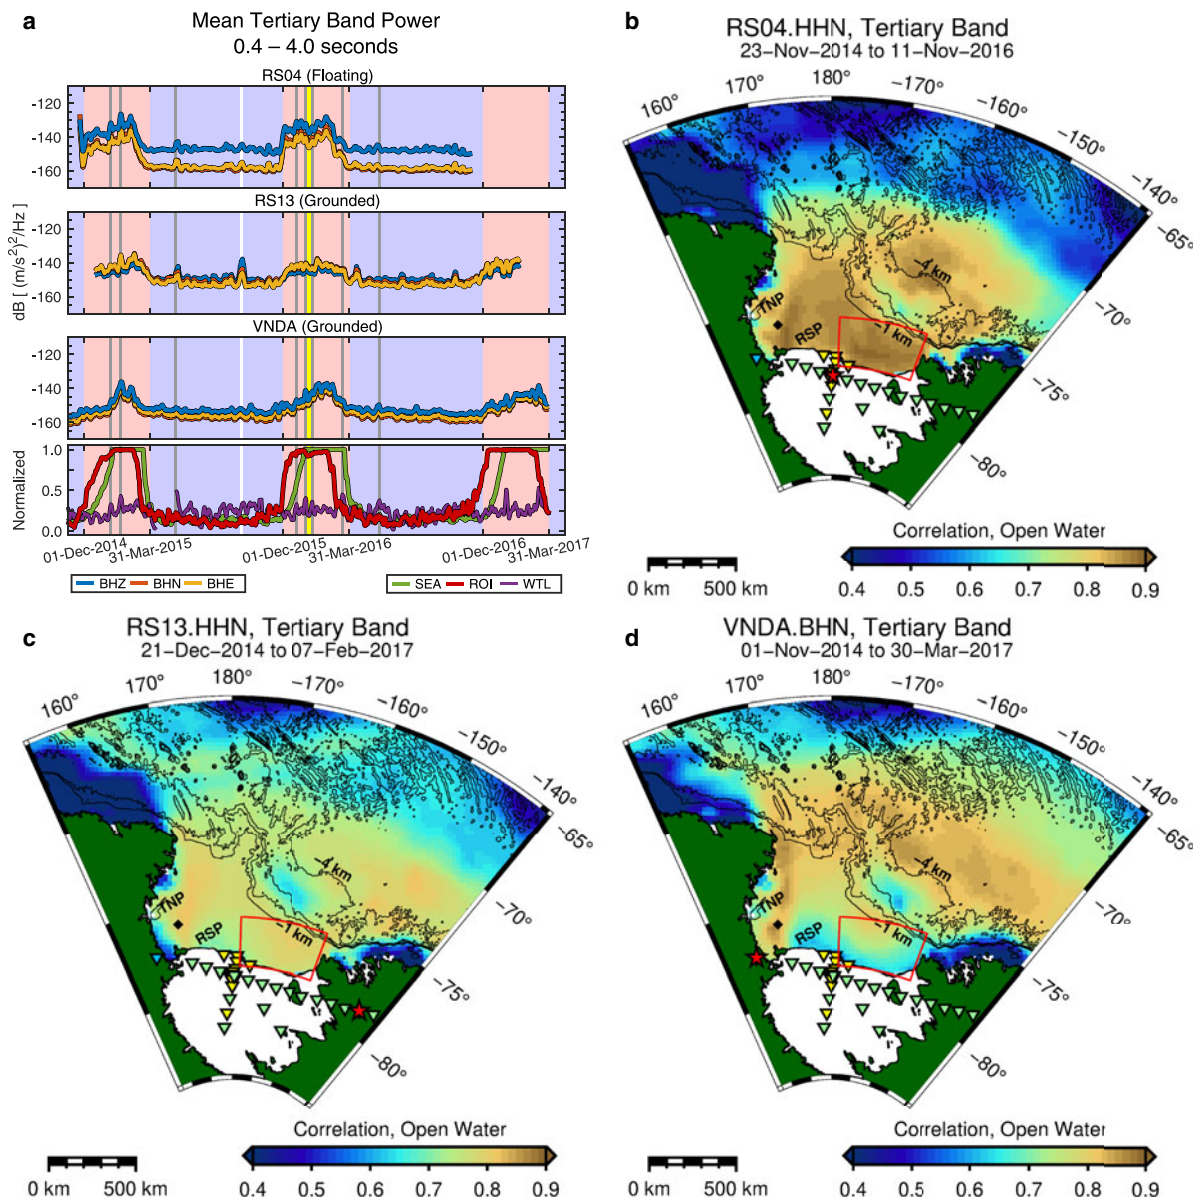 a
Mean Tertiary Band Power
0.4 – 4.0 seconds
RS04 (Floating)
-120
-140
-160
RS13 (Grounded)
-120
-140
-160
VNDA (Grounded)
-120
-140
-160
dB [ (m/s²)²/Hz ]
1.0
0.5
0.0
Normalized
01-Dec-2014
31-Mar-2015
01-Dec-2015
31-Mar-2016
01-Dec-2016
31-Mar-2017
BHZ BHN BHE
SEA ROI WTL
b
RS04.HHN, Tertiary Band
23−Nov−2014 to 11−Nov−2016
160° 170° 180° −170° −160° −150° −140°
−65°
−70°
−75°
−80°
−4 km
−1 km
TNP
RSP
Correlation, Open Water
0 km 500 km
0.4 0.5 0.6 0.7 0.8 0.9
c
RS13.HHN, Tertiary Band
21−Dec−2014 to 07−Feb−2017
160° 170° 180° −170° −160° −150° −140°
−65°
−70°
−75°
−80°
−4 km
−1 km
TNP
RSP
Correlation, Open Water
0 km 500 km
0.4 0.5 0.6 0.7 0.8 0.9
d
VNDA.BHN, Tertiary Band
01−Nov−2014 to 30−Mar−2017
160° 170° 180° −170° −160° −150° −140°
−65°
−70°
−75°
−80°
−4 km
−1 km
TNP
RSP
Correlation, Open Water
0 km 500 km
0.4 0.5 0.6 0.7 0.8 0.9